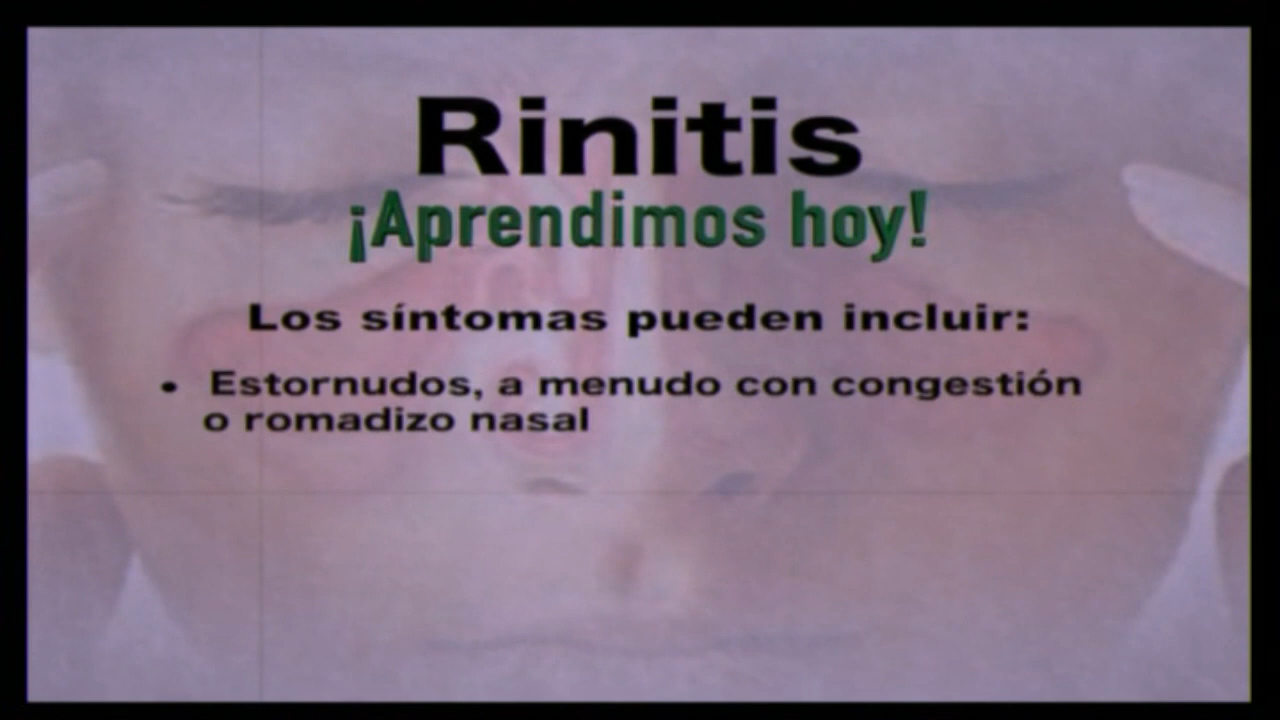 Rinitis
¡Aprendimos hoy!
Los síntomas pueden incluir:
• Estornudos, a menudo con congestión
o romadizo nasal